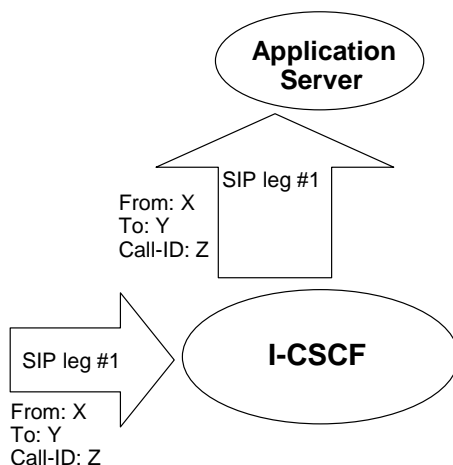 Application
Server
SIP leg #1
From: X
To: Y
Call-ID: Z
I-CSCF
SIP leg #1
From: X
To: Y
Call-ID: Z